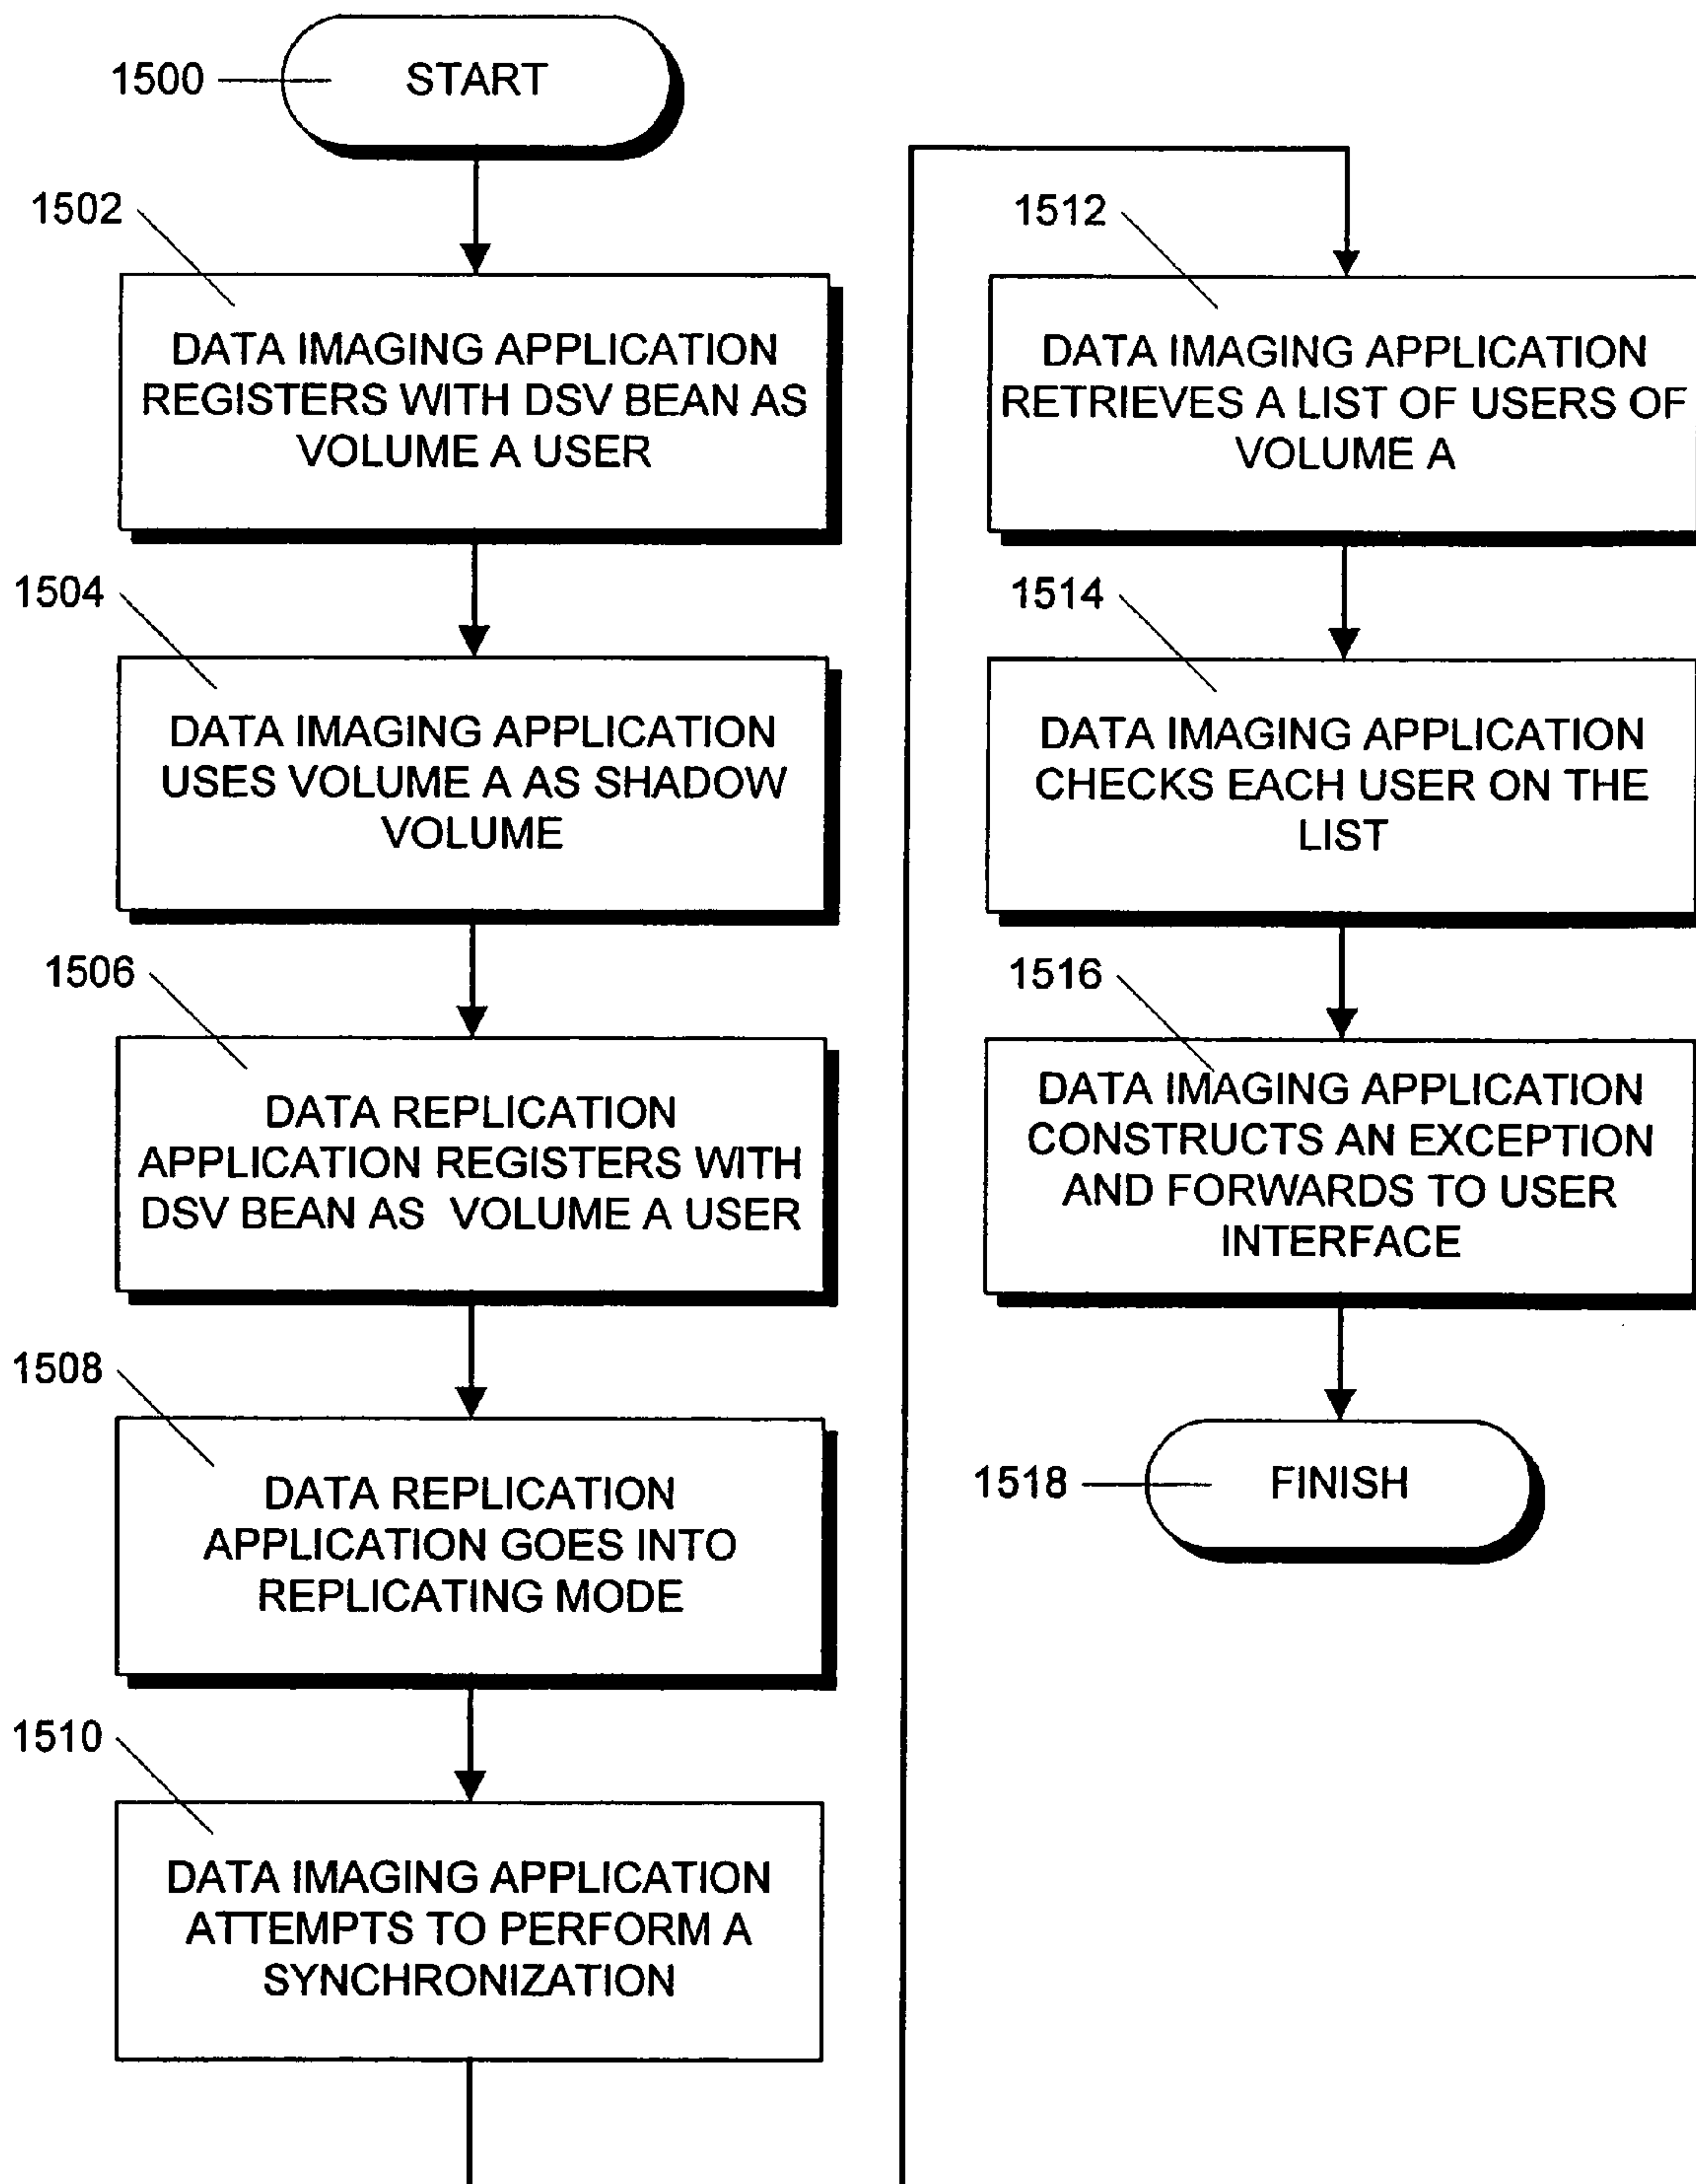 1500
START
1502
DATA IMAGING APPLICATION
REGISTERS WITH DSV BEAN AS
VOLUME A USER
1504
DATA IMAGING APPLICATION
USES VOLUME A AS SHADOW
VOLUME
1506
DATA REPLICATION
APPLICATION REGISTERS WITH
DSV BEAN AS VOLUME A USER
1508
DATA REPLICATION
APPLICATION GOES INTO
REPLICATING MODE
1510
DATA IMAGING APPLICATION
ATTEMPTS TO PERFORM A
SYNCHRONIZATION
1512
DATA IMAGING APPLICATION
RETRIEVES A LIST OF USERS OF
VOLUME A
1514
DATA IMAGING APPLICATION
CHECKS EACH USER ON THE
LIST
1516
DATA IMAGING APPLICATION
CONSTRUCTS AN EXCEPTION
AND FORWARDS TO USER
INTERFACE
1518
FINISH